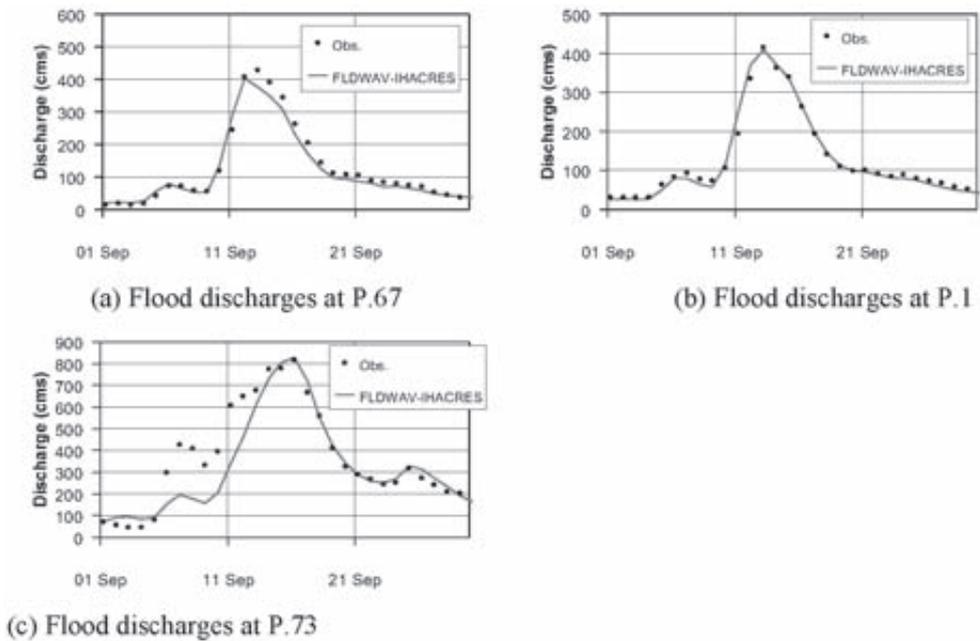 600
500
400
300
200
100
0
Discharge (cms)
Obs.
FLDWAV-IHACRES
01 Sep
11 Sep
21 Sep
(a) Flood discharges at P.67
500
400
300
200
100
0
Discharge (cms)
Obs.
FLDWAV-IHACRES
01 Sep
11 Sep
21 Sep
(b) Flood discharges at P.1
900
800
700
600
500
400
300
200
100
0
Discharge (cms)
Obs.
FLDWAV-IHACRES
01 Sep
11 Sep
21 Sep
(c) Flood discharges at P.73